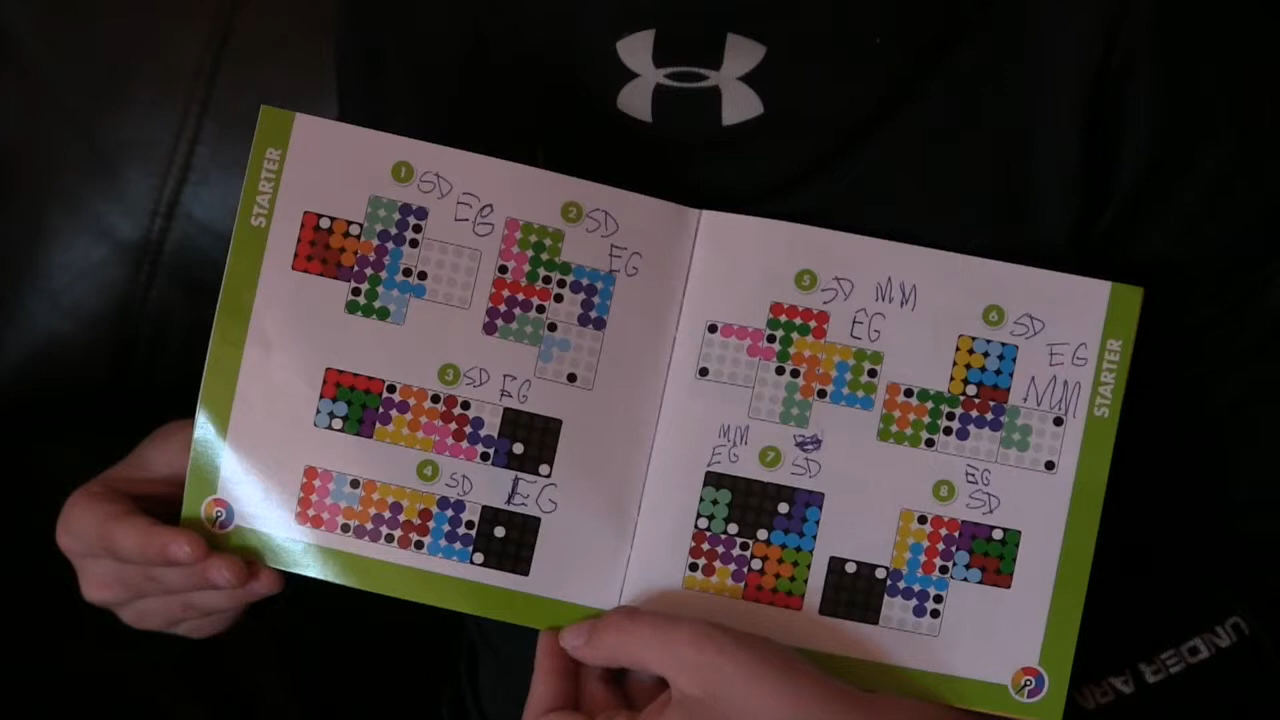 STARTER
1 SD
EG
2 SD
EG
3 SD EG
4 SD EG
5 SD MM
EG
6 SD
EG
MM
MM
EG 7 SD
EG
8 SD
STARTER
UNDER ARM